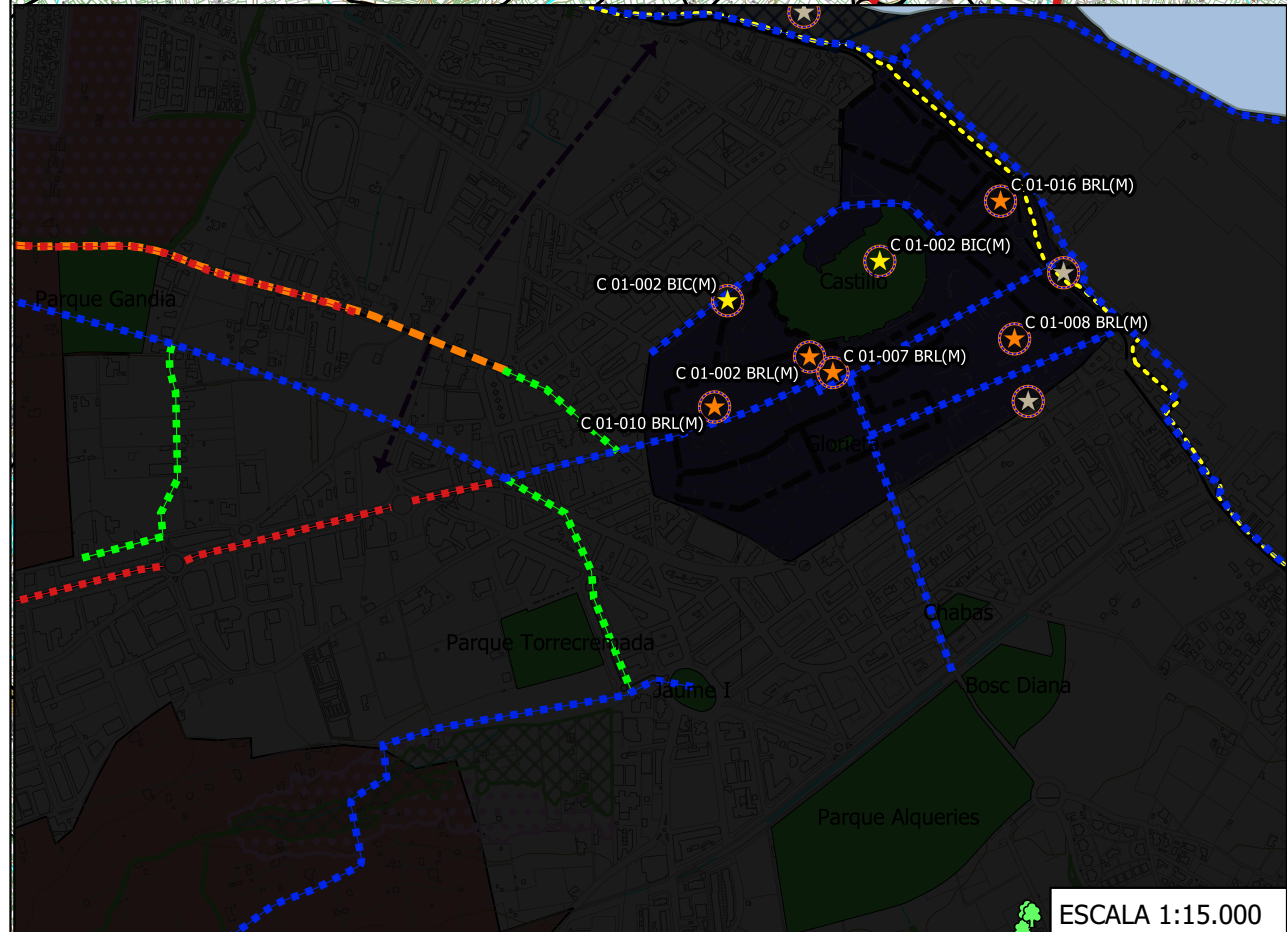 C 01-016 BRL(M)
C 01-002 BIC(M)
Castillo
C 01-002 BIC(M)
Parque Gandia
C 01-008 BRL(M)
C 01-007 BRL(M)
C 01-002 BRL(M)
C 01-010 BRL(M)
Chabas
Parque Torrecremada
Jaume I
Bosc Diana
Parque Alqueries
ESCALA 1:15.000